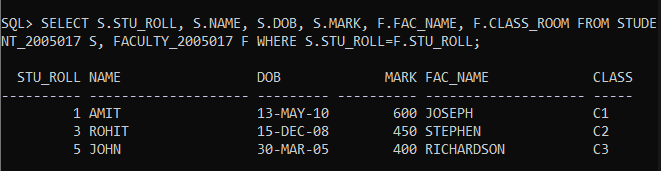 SQL> SELECT S.STU_ROLL, S.NAME, S.DOB, S.MARK, F.FAC_NAME, F.CLASS_ROOM FROM STUDE
NT_2005017 S, FACULTY_2005017 F WHERE S.STU_ROLL=F.STU_ROLL;
  STU_ROLL NAME                 DOB             MARK FAC_NAME             CLASS
---------- -------------------- --------- ---------- -------------------- -----
         1 AMIT                 13-MAY-10        600 JOSEPH               C1
         3 ROHIT                15-DEC-08        450 STEPHEN              C2
         5 JOHN                 30-MAR-05        400 RICHARDSON           C3